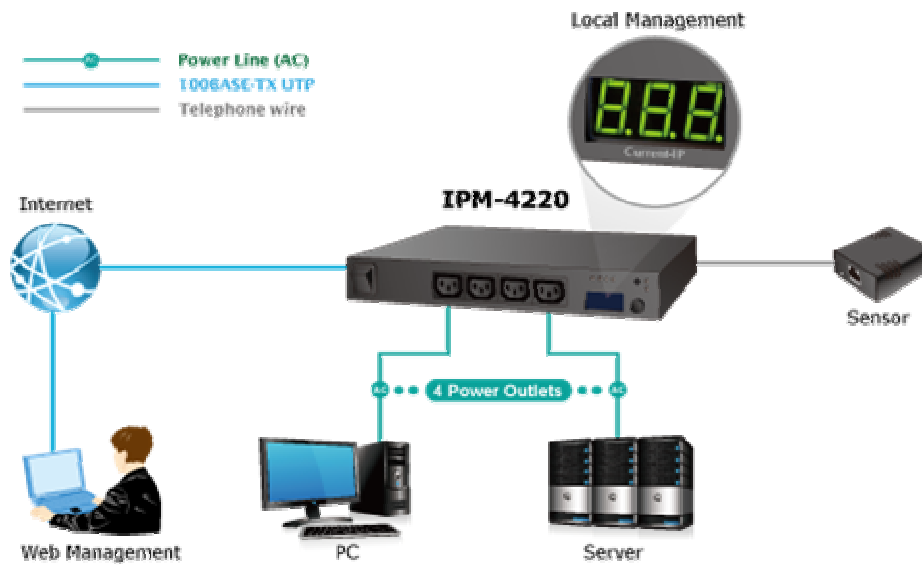 Local Management
AC
Power Line (AC)
100BASE-TX UTP
Telephone wire
8.8.8.
Current-IP
IPM-4220
Internet
Sensor
AC
4 Power Outlets
AC
Web Management
PC
Server